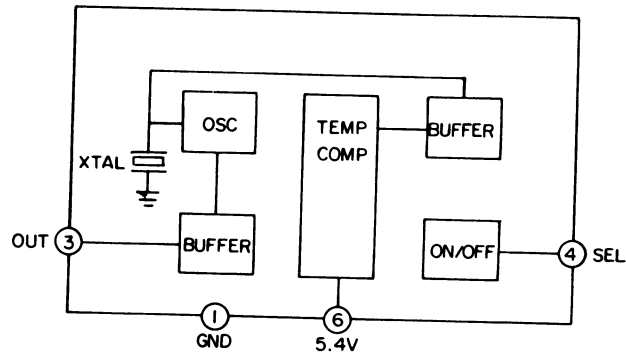 OSC
TEMP
COMP
BUFFER
XTAL
OUT 3
BUFFER
ON/OFF
4 SEL
1
GND
6
5.4V